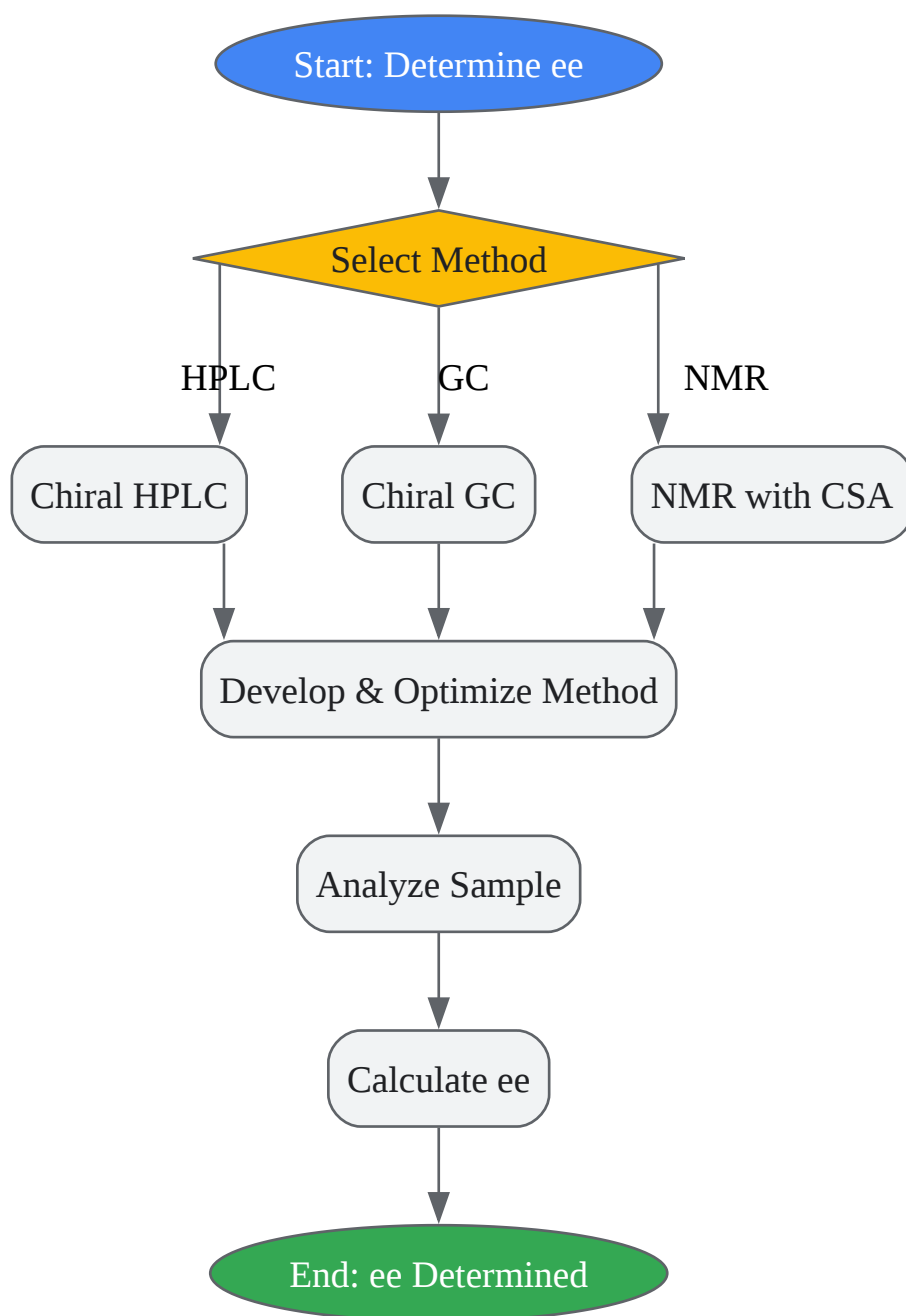 Start: Determine ee
Select Method
HPLC
GC
NMR
Chiral HPLC
Chiral GC
NMR with CSA
Develop & Optimize Method
Analyze Sample
Calculate ee
End: ee Determined